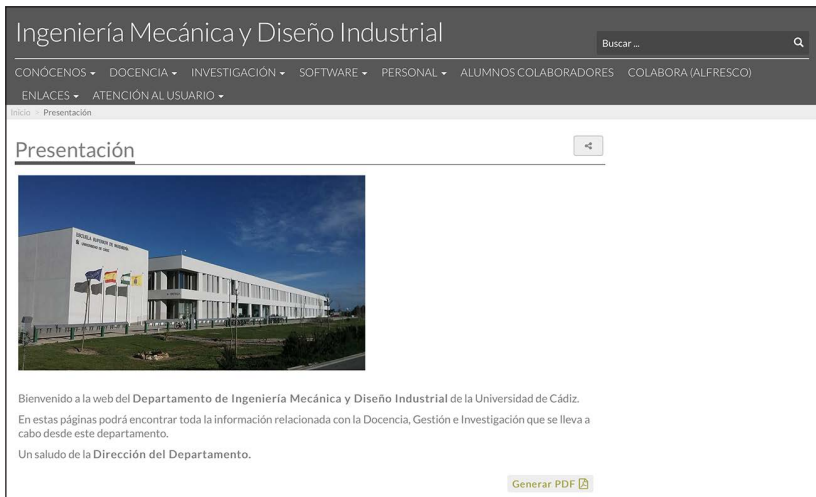 Ingeniería Mecánica y Diseño Industrial
Buscar ...
CONÓCENOS DOCENCIA INVESTIGACIÓN SOFTWARE PERSONAL ALUMNOS COLABORADORES COLABORA (ALFRESCO)
ENLACES ATENCIÓN AL USUARIO
Inicio > Presentación
Presentación
ESCUELA SUPERIOR DE INGENIERÍA
UNIVERSIDAD DE CÁDIZ
Bienvenido a la web del Departamento de Ingeniería Mecánica y Diseño Industrial de la Universidad de Cádiz.
En estas páginas podrá encontrar toda la información relacionada con la Docencia, Gestión e Investigación que se lleva a
cabo desde este departamento.
Un saludo de la Dirección del Departamento.
Generar PDF